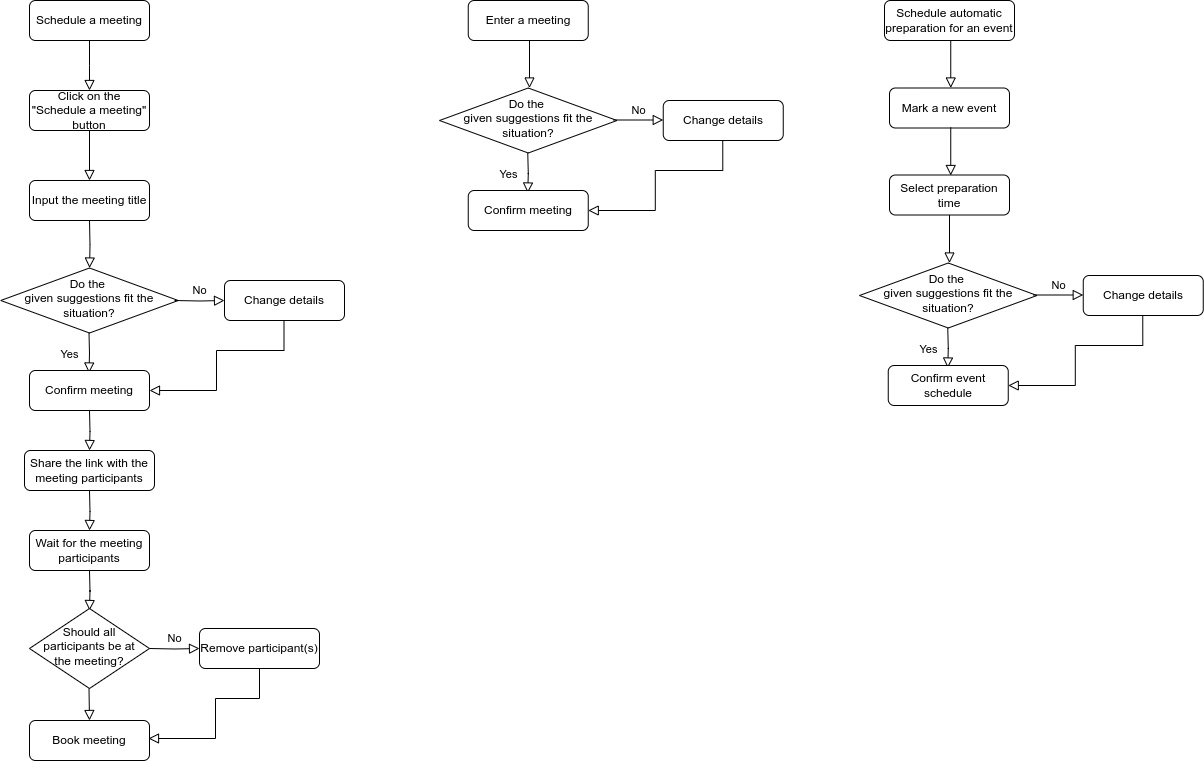 Schedule a meeting
Click on the
"Schedule a meeting"
button
Input the meeting title
Do the
given suggestions fit the
situation?
No
Change details
Yes
Confirm meeting
Share the link with the
meeting participants
Wait for the meeting
participants
Should all
participants be at
the meeting?
No
Remove participant(s)
Book meeting
Enter a meeting
Do the
given suggestions fit the
situation?
No
Change details
Yes
Confirm meeting
Schedule automatic
preparation for an event
Mark a new event
Select preparation
time
Do the
given suggestions fit the
situation?
No
Change details
Yes
Confirm event
schedule